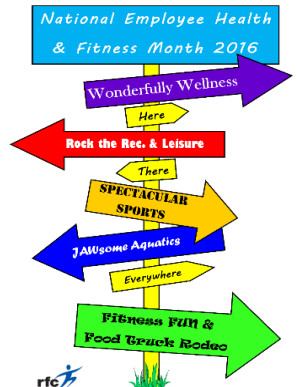 National Employee Health
& Fitness Month 2016
Wonderfully Wellness
Here
Rock the Rec. & Leisure
There
SPECTACULAR
SPORTS
JAWsome Aquatics
Everywhere
Fitness FUN &
Food Truck Rodeo
rfc